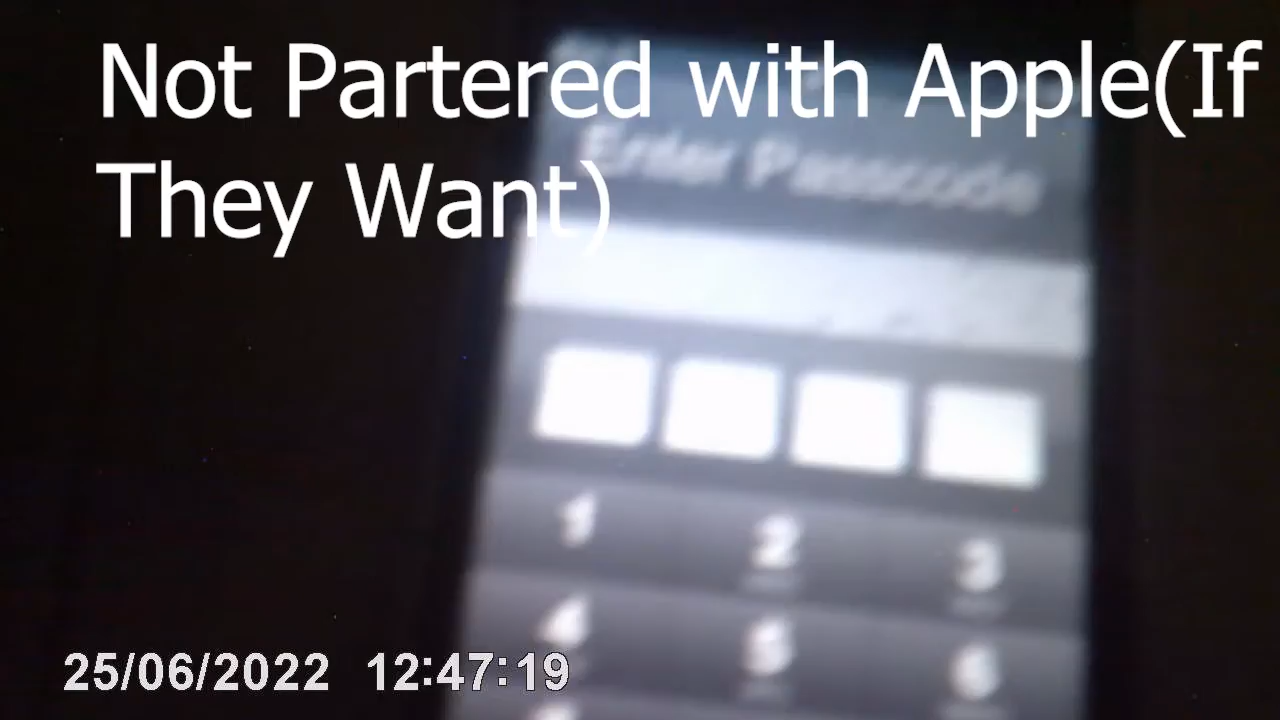 Not Partered with Apple(If
They Want)
Enter Passcode
1 2 3
4 5 6
25/06/2022 12:47:19